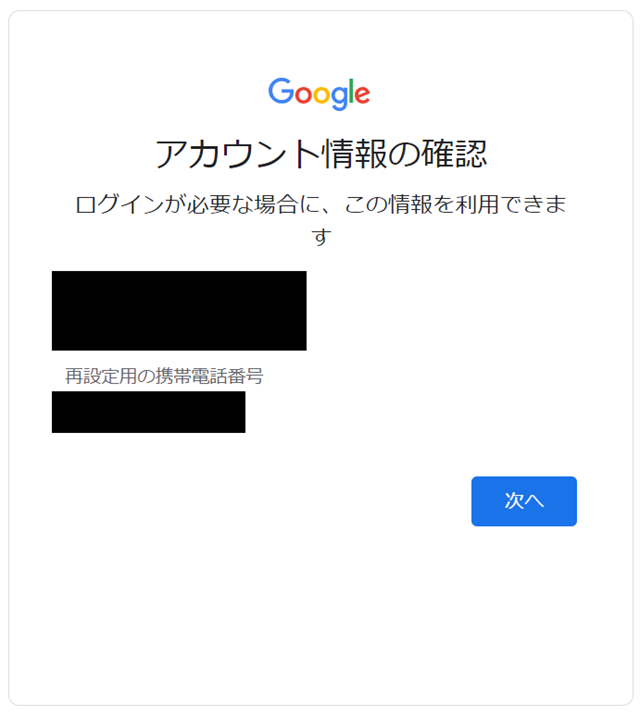 Google
アカウント情報の確認
ログインが必要な場合に、この情報を利用できま
す
再設定用の携帯電話番号
次へ